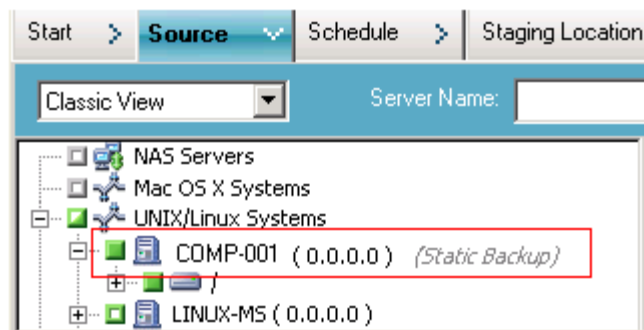 Start Source Schedule Staging Location
Classic View Server Name:
NAS Servers
Mac OS X Systems
UNIX/Linux Systems
COMP-001 (0.0.0.0) (Static Backup)
/
LINUX-MS (0.0.0.0)